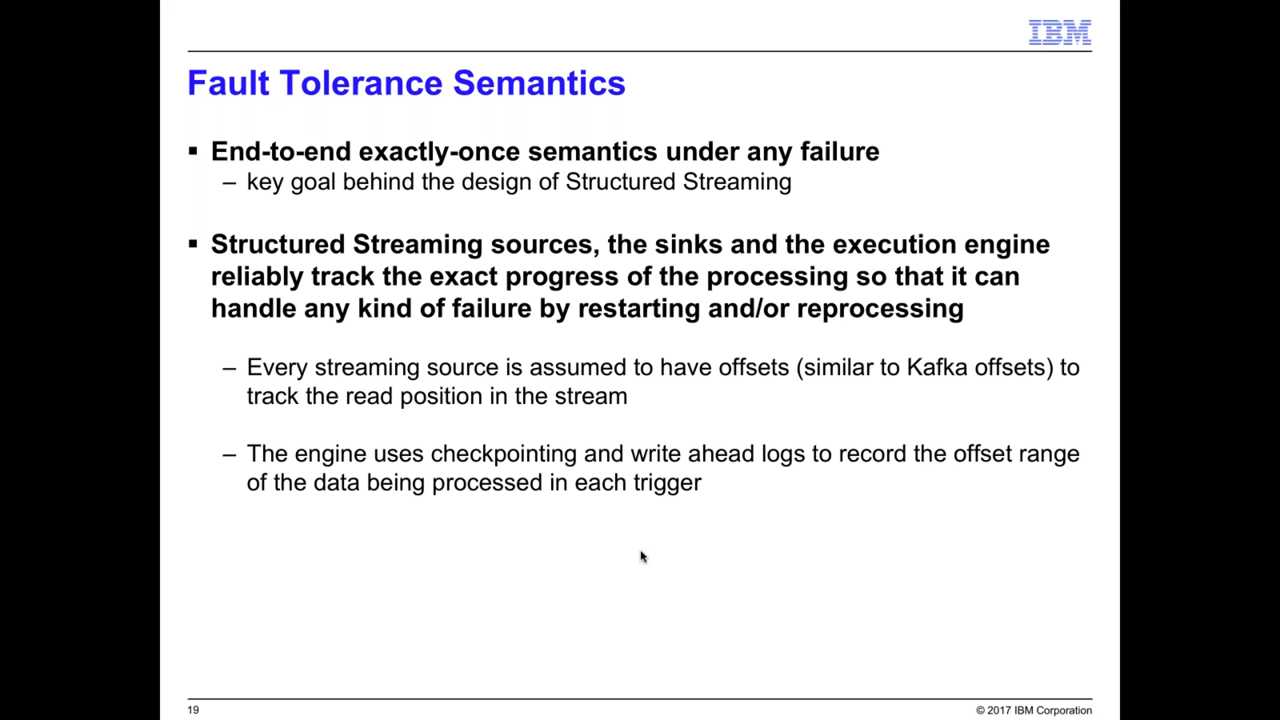 IBM
Fault Tolerance Semantics
▪ End-to-end exactly-once semantics under any failure
– key goal behind the design of Structured Streaming
▪ Structured Streaming sources, the sinks and the execution engine
reliably track the exact progress of the processing so that it can
handle any kind of failure by restarting and/or reprocessing
– Every streaming source is assumed to have offsets (similar to Kafka offsets) to
track the read position in the stream
– The engine uses checkpointing and write ahead logs to record the offset range
of the data being processed in each trigger
19
© 2017 IBM Corporation